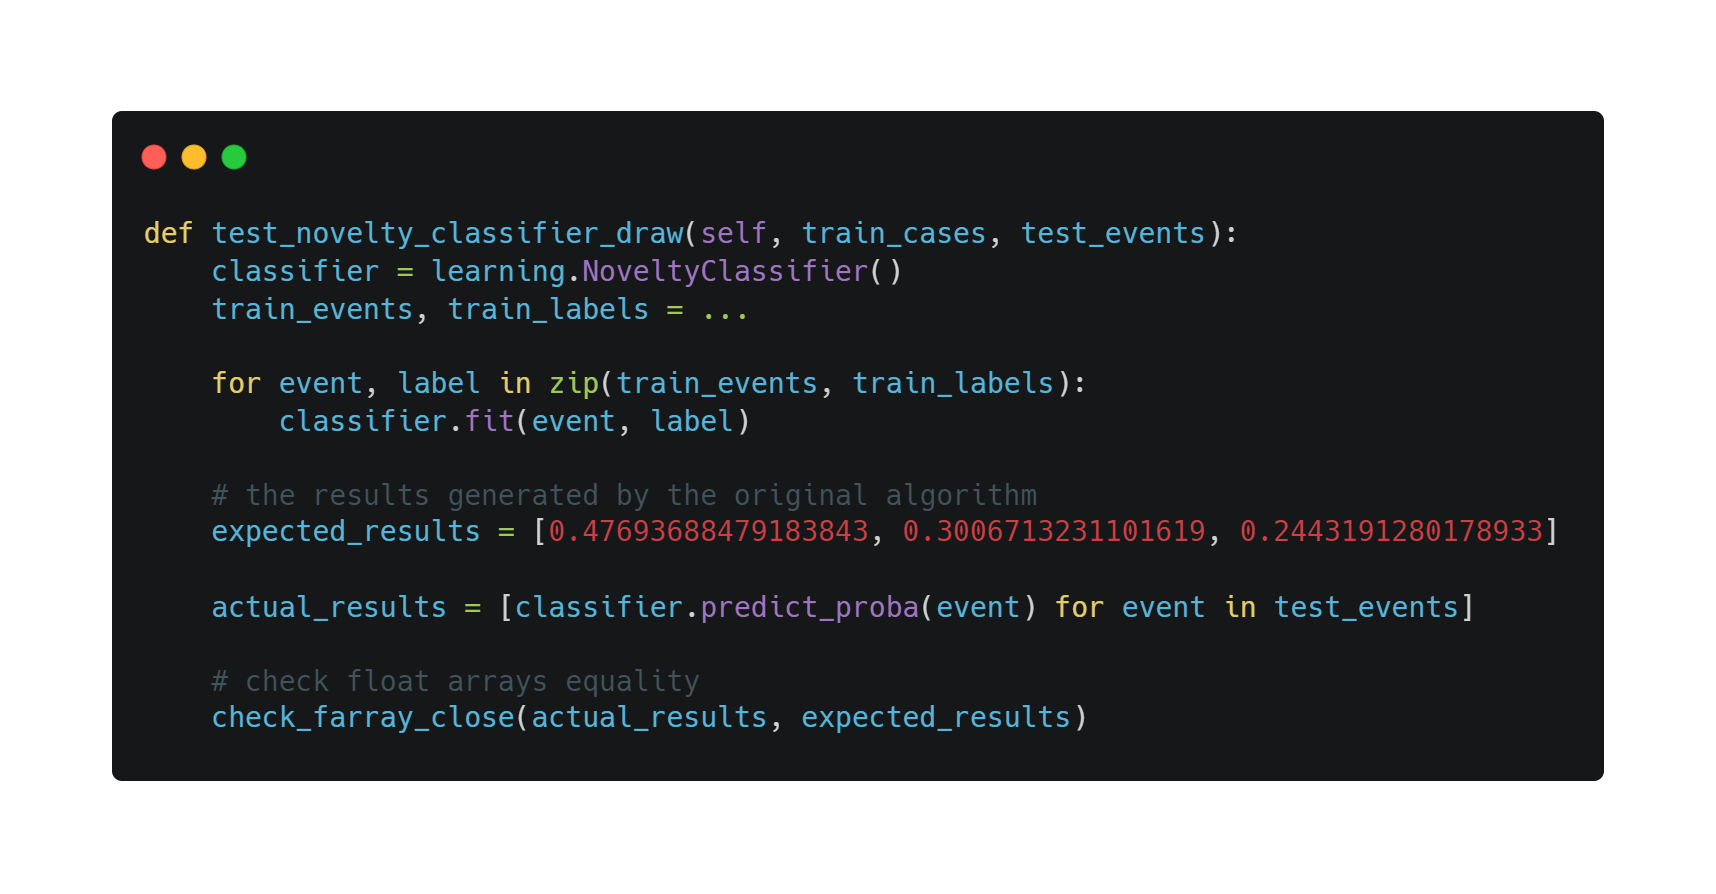 def test_novelty_classifier_draw(self, train_cases, test_events):
    classifier = learning.NoveltyClassifier()
    train_events, train_labels = ...
    for event, label in zip(train_events, train_labels):
        classifier.fit(event, label)
    # the results generated by the original algorithm
    expected_results = [0.47693688479183843, 0.3006713231101619, 0.2443191280178933]
    actual_results = [classifier.predict_proba(event) for event in test_events]
    # check float arrays equality
    check_farray_close(actual_results, expected_results)